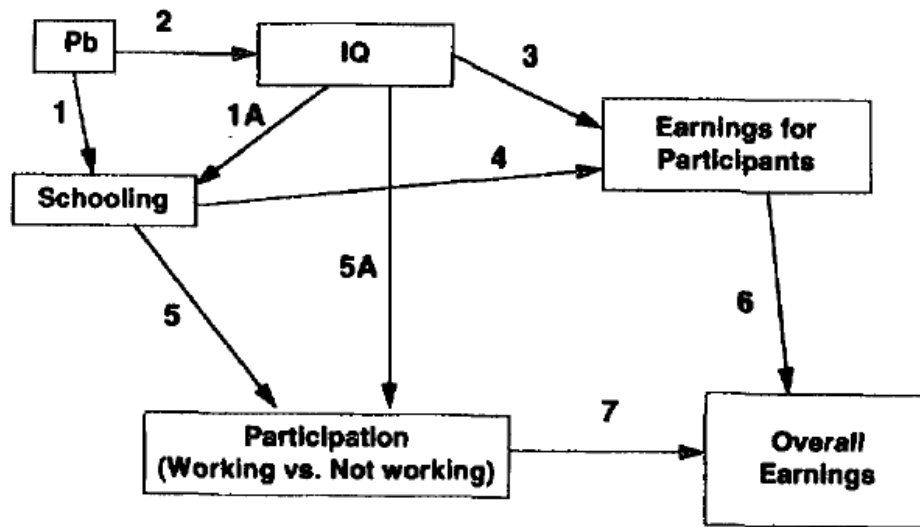 2
Pb
IQ
3
1
1A
Earnings for
Participants
4
Schooling
5A
5
6
7
Participation
(Working vs. Not working)
Overall
Earnings